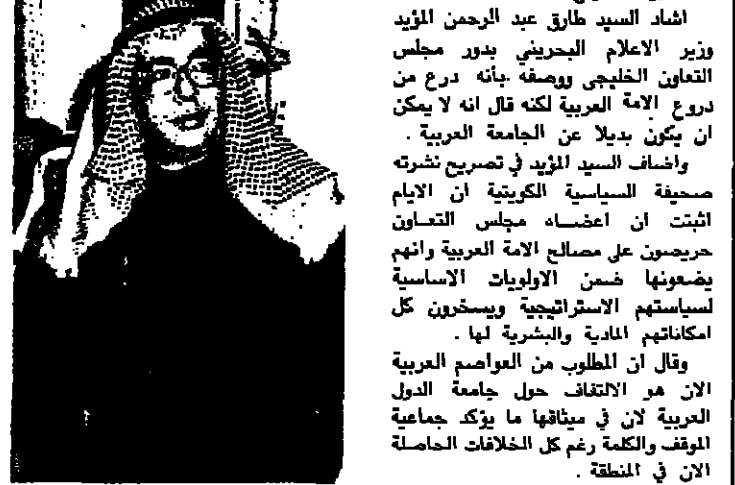 اشاد السيد طارق عبد الرحمن المؤيد
وزير الاعلام البحريني بدور مجلس
التعاون الخليجي ووصفه بأنه درع من
دروع الامة العربية لكنه قال انه لا يمكن
ان يكون بديلا عن الجامعة العربية .
واضاف السيد المؤيد في تصريح نشرته
صحيفة السياسية الكويتية ان الايام
اثبتت ان اعضاء مجلس التعاون
حريصون على مصالح الامة العربية وانهم
يضعونها ضمن الاولويات الاساسية
لسياستهم الاستراتيجية ويسخرون كل
امكاناتهم المادية والبشرية لها .
وقال ان المطلوب من العواصم العربية
الان هو الالتفاف حول جامعة الدول
العربية لان في ميثاقها ما يؤكد جماعية
الموقف والكلمة رغم كل الخلافات الحاصلة
الان في المنطقة .